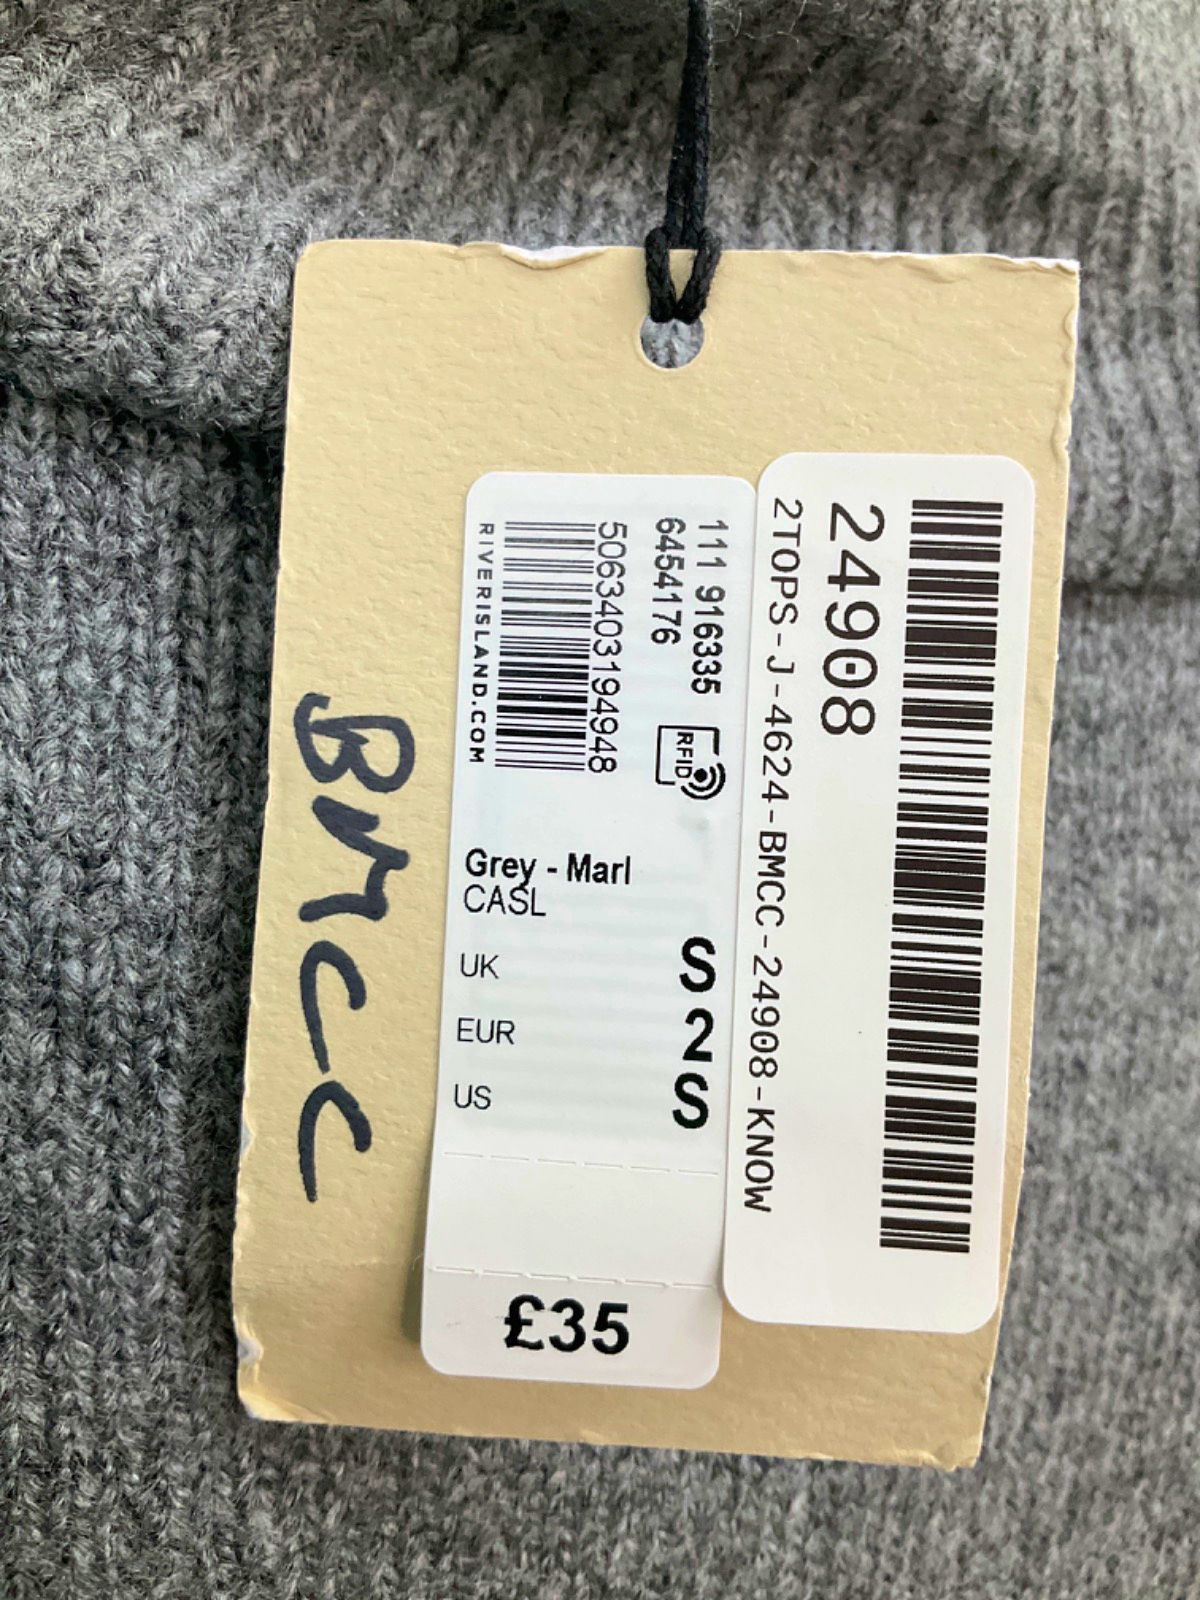 24908
2TOPS-J-4624-BMCC-24908-KNOW
111 916335
6454176
RFID
5063403194948
RIVERISLAND.COM
Grey - Marl
CASL
UK S
EUR 2
US S
£35
BMCC